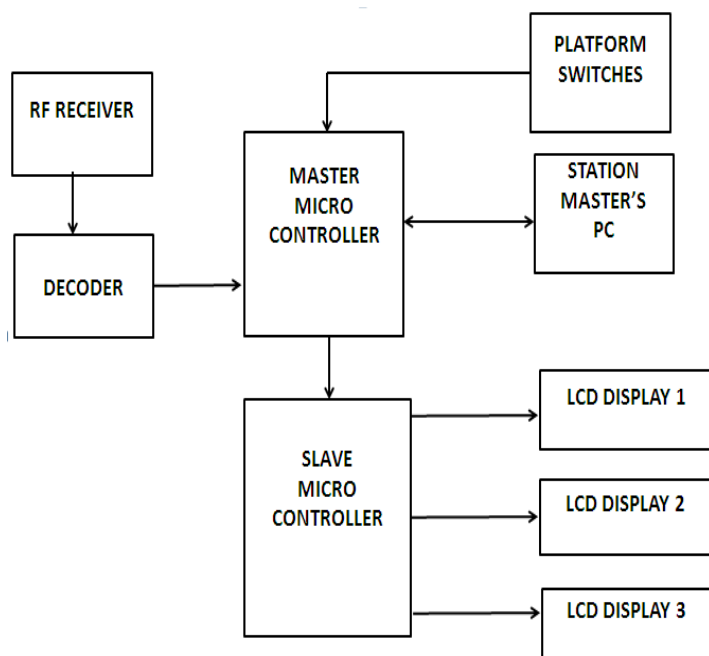 PLATFORM
SWITCHES
RF RECEIVER
MASTER
MICRO
CONTROLLER
STATION
MASTER'S
PC
DECODER
SLAVE
MICRO
CONTROLLER
LCD DISPLAY 1
LCD DISPLAY 2
LCD DISPLAY 3